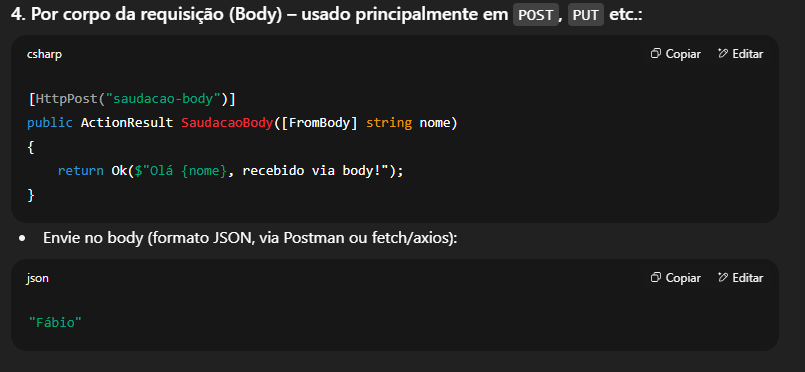 4. Por corpo da requisição (Body) – usado principalmente em POST, PUT etc.:
csharp Copiar Editar
[HttpPost("saudacao-body")]
public ActionResult SaudacaoBody([FromBody] string nome)
{
    return Ok($"Olá {nome}, recebido via body!");
}
• Envie no body (formato JSON, via Postman ou fetch/axios):
json Copiar Editar
"Fábio"